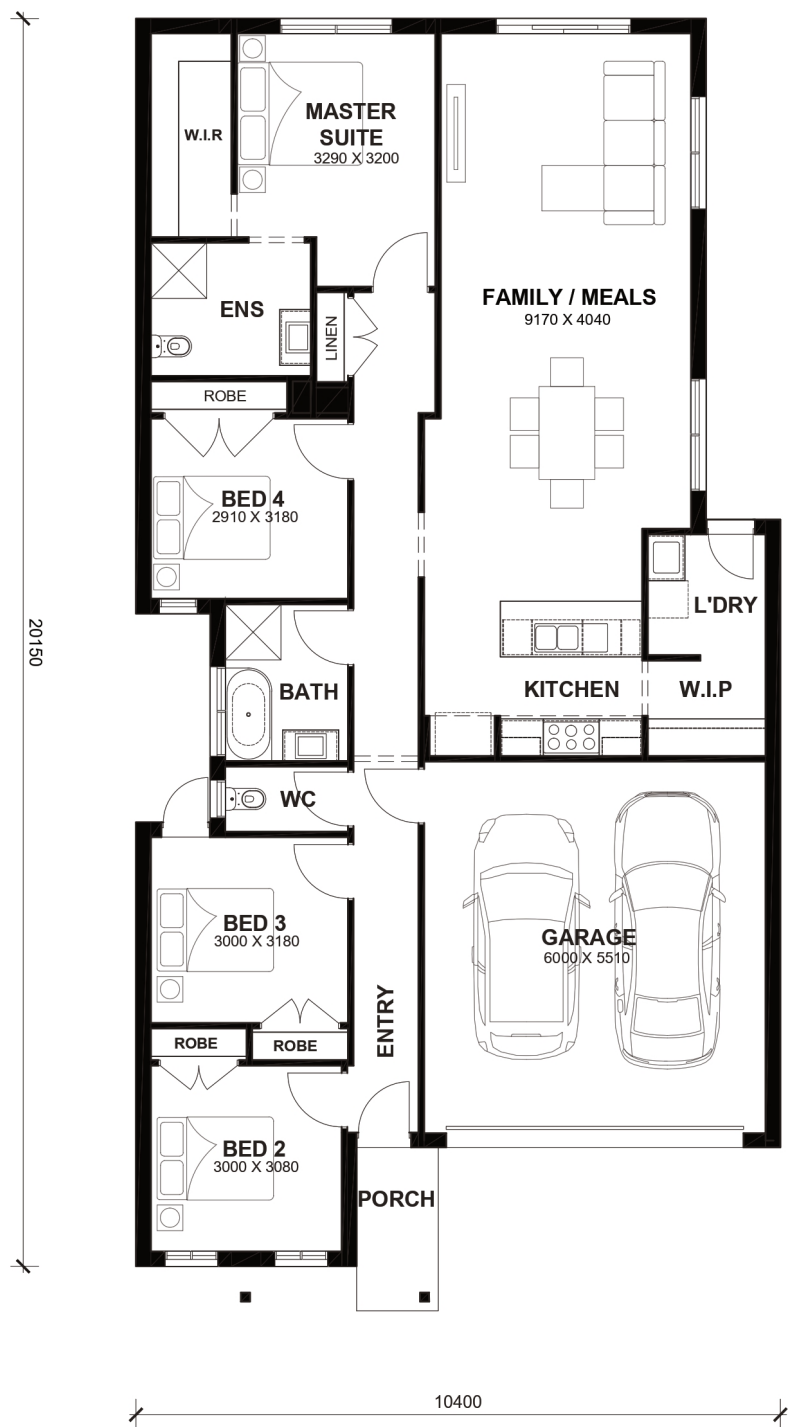 W.I.R
MASTER
SUITE
3290 X 3200
FAMILY / MEALS
9170 X 4040
ENS
LINEN
ROBE
BED 4
2910 X 3180
L'DRY
20150
BATH
KITCHEN
W.I.P
WC
BED 3
3000 X 3180
GARAGE
6000 X 5510
ENTRY
ROBE
ROBE
BED 2
3000 X 3080
PORCH
10400